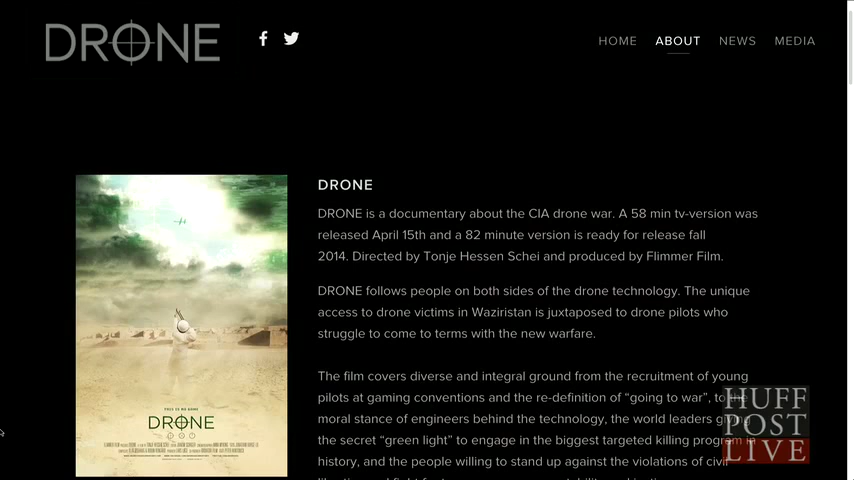 DRONE
HOME ABOUT NEWS MEDIA
DRONE
DRONE is a documentary about the CIA drone war. A 58 min tv-version was
released April 15th and a 82 minute version is ready for release fall
2014. Directed by Tonje Hessen Schei and produced by Flimmer Film.
DRONE follows people on both sides of the drone technology. The unique
access to drone victims in Waziristan is juxtaposed to drone pilots who
struggle to come to terms with the new warfare.
The film covers diverse and integral ground from the recruitment of young
pilots at gaming conventions and the re-definition of “going to war”, to the
moral stance of engineers behind the technology, the world leaders giving
the secret “green light” to engage in the biggest targeted killing program in
history, and the people willing to stand up against the violations of civil
THIS IS NO GAME
DRONE
HUFF
POST
LIVE